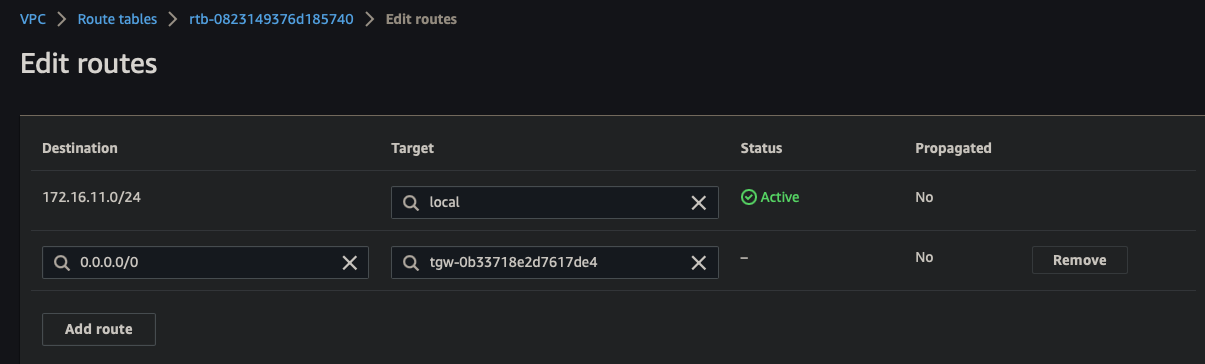 VPC > Route tables > rtb-0823149376d185740 > Edit routes
Edit routes
Destination Target Status Propagated
172.16.11.0/24 local Active No
0.0.0.0/0 tgw-0b33718e2d7617de4 – No Remove
Add route